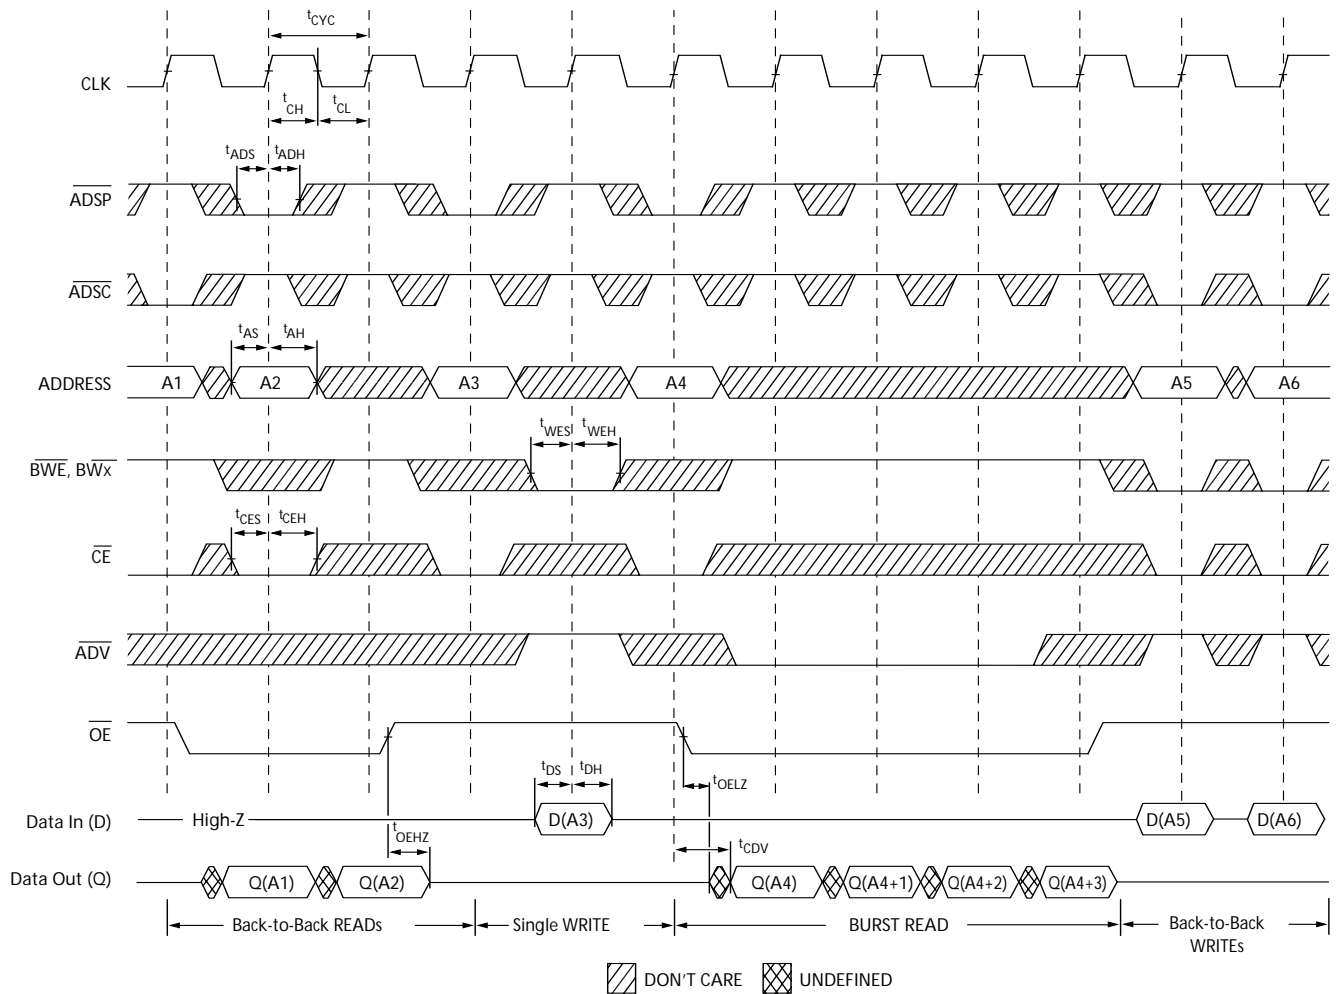 tCYC
CLK
tCH tCL
tADS tADH
ADSP
ADSC
tAS tAH
ADDRESS A1 A2 A3 A4 A5 A6
tWES tWEH
BWE, BWx
tCES tCEH
CE
ADV
OE
tDS tDH tOELZ
Data In (D) High-Z D(A3) D(A5) D(A6)
tOEHZ tCDV
Data Out (Q) Q(A1) Q(A2) Q(A4) Q(A4+1) Q(A4+2) Q(A4+3)
Back-to-Back READs Single WRITE BURST READ Back-to-Back
WRITEs
DON'T CARE UNDEFINED